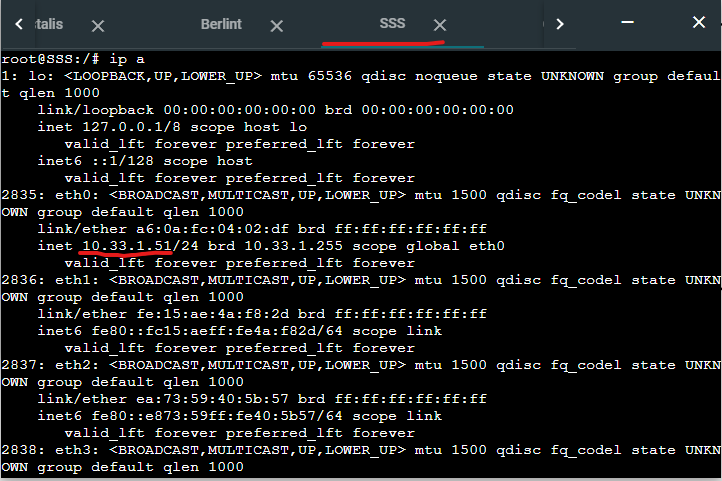 talis Berlint SSS
root@SSS:/# ip a
1: lo: <LOOPBACK,UP,LOWER_UP> mtu 65536 qdisc noqueue state UNKNOWN group defaul
t qlen 1000
    link/loopback 00:00:00:00:00:00 brd 00:00:00:00:00:00
    inet 127.0.0.1/8 scope host lo
       valid_lft forever preferred_lft forever
    inet6 ::1/128 scope host
       valid_lft forever preferred_lft forever
2835: eth0: <BROADCAST,MULTICAST,UP,LOWER_UP> mtu 1500 qdisc fq_codel state UNKN
OWN group default qlen 1000
    link/ether a6:0a:fc:04:02:df brd ff:ff:ff:ff:ff:ff
    inet 10.33.1.51/24 brd 10.33.1.255 scope global eth0
       valid_lft forever preferred_lft forever
2836: eth1: <BROADCAST,MULTICAST,UP,LOWER_UP> mtu 1500 qdisc fq_codel state UNKN
OWN group default qlen 1000
    link/ether fe:15:ae:4a:f8:2d brd ff:ff:ff:ff:ff:ff
    inet6 fe80::fc15:aeff:fe4a:f82d/64 scope link
       valid_lft forever preferred_lft forever
2837: eth2: <BROADCAST,MULTICAST,UP,LOWER_UP> mtu 1500 qdisc fq_codel state UNKN
OWN group default qlen 1000
    link/ether ea:73:59:40:5b:57 brd ff:ff:ff:ff:ff:ff
    inet6 fe80::e873:59ff:fe40:5b57/64 scope link
       valid_lft forever preferred_lft forever
2838: eth3: <BROADCAST,MULTICAST,UP,LOWER_UP> mtu 1500 qdisc fq_codel state UNKN
OWN group default qlen 1000